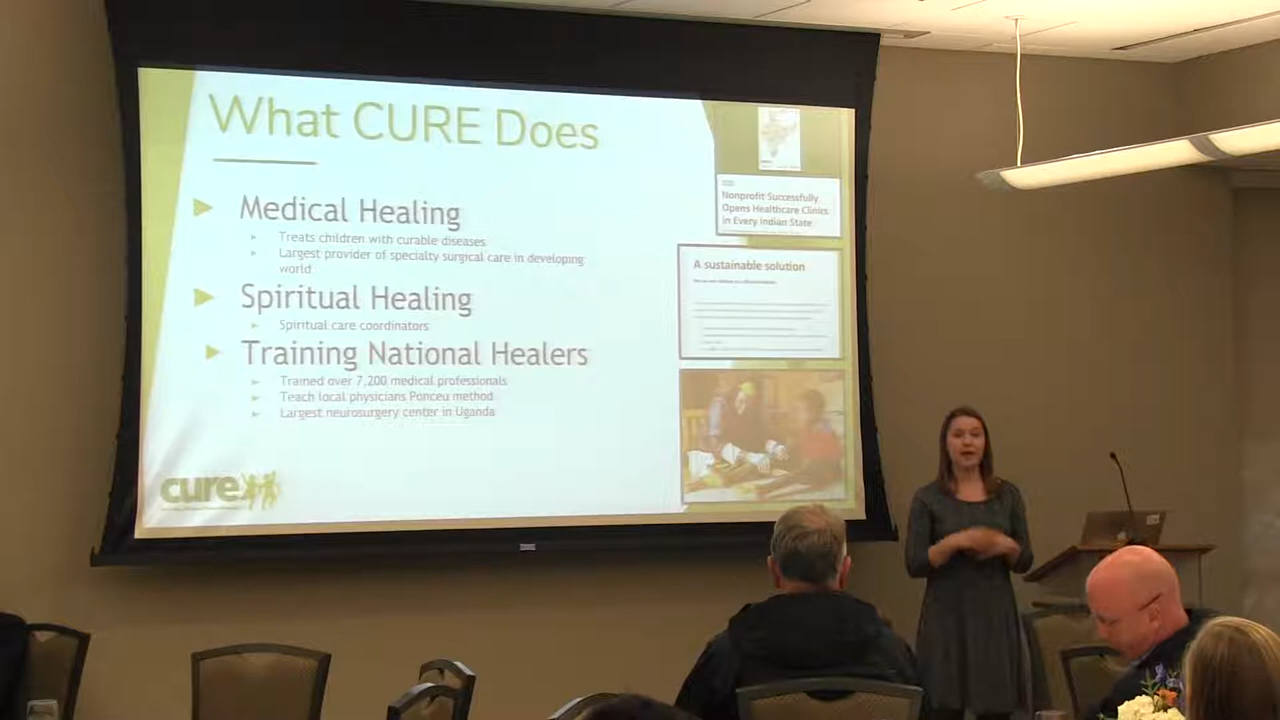 What CURE Does
Medical Healing
Treats children with curable diseases
Largest provider of specialty surgical care in developing
world
Spiritual Healing
Spiritual care coordinators
Training National Healers
Trained over 7,200 medical professionals
Teach local physicians Ponceu method
Largest neurosurgery center in Uganda
cure
Nonprofit Successfully
Opens Healthcare Clinics
in Every Indian State
A sustainable solution